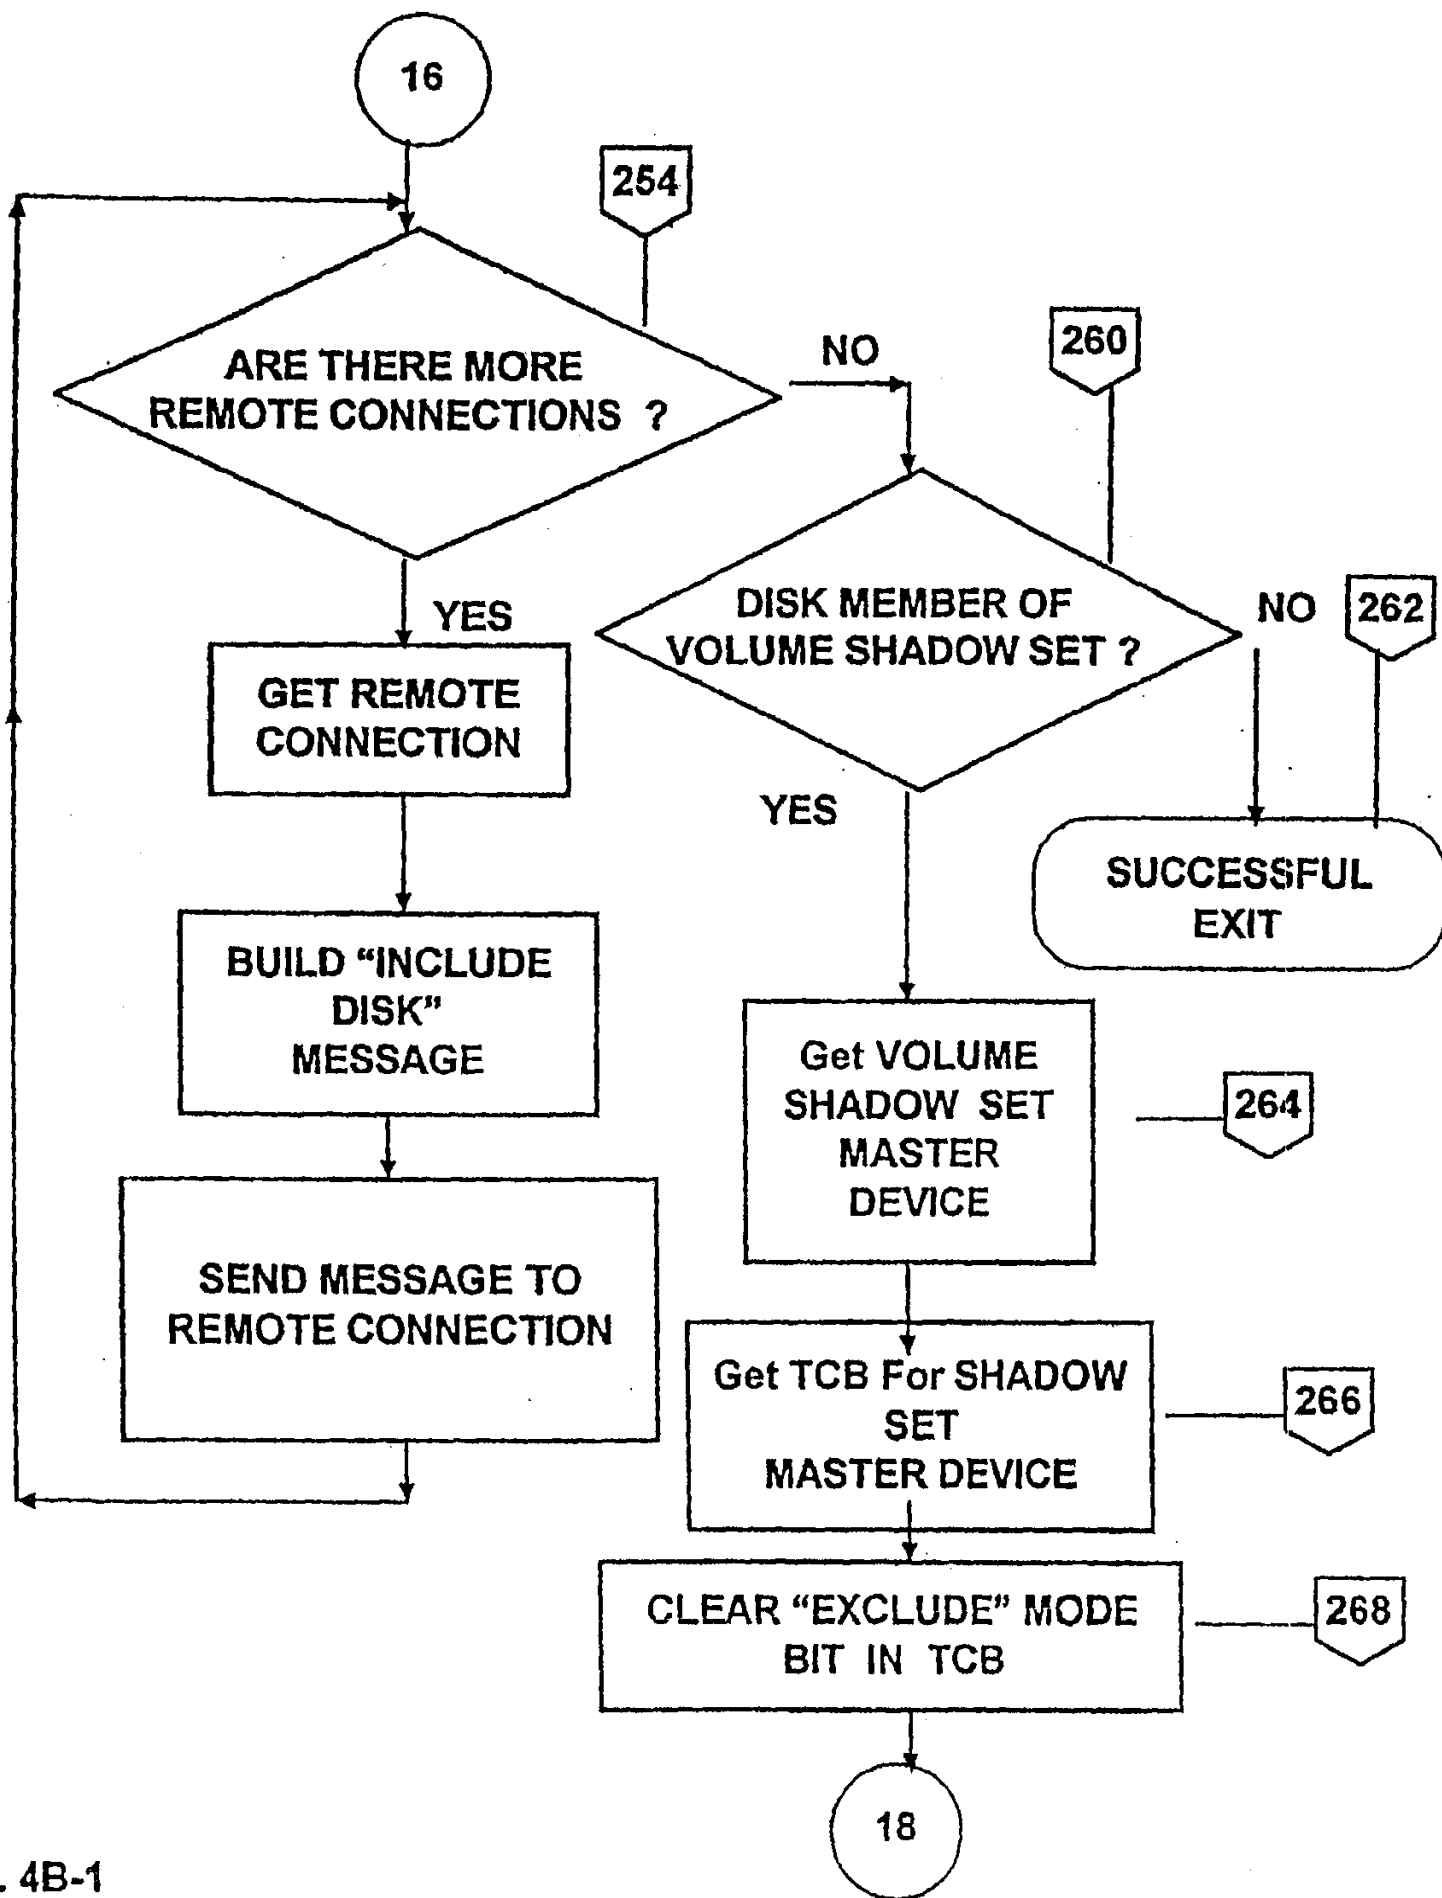 16
254
ARE THERE MORE
REMOTE CONNECTIONS ?
NO
260
YES
DISK MEMBER OF
VOLUME SHADOW SET ?
NO
262
GET REMOTE
CONNECTION
YES
SUCCESSFUL
EXIT
BUILD “INCLUDE
DISK”
MESSAGE
Get VOLUME
SHADOW SET
MASTER
DEVICE
264
SEND MESSAGE TO
REMOTE CONNECTION
Get TCB For SHADOW
SET
MASTER DEVICE
266
CLEAR “EXCLUDE” MODE
BIT IN TCB
268
18
. 4B-1